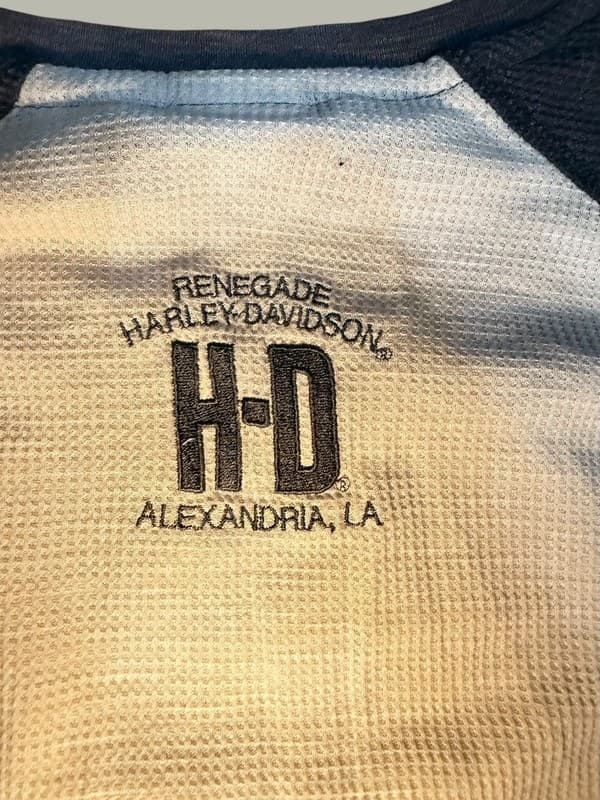 RENEGADE
HARLEY-DAVIDSON®
H-D®
ALEXANDRIA, LA